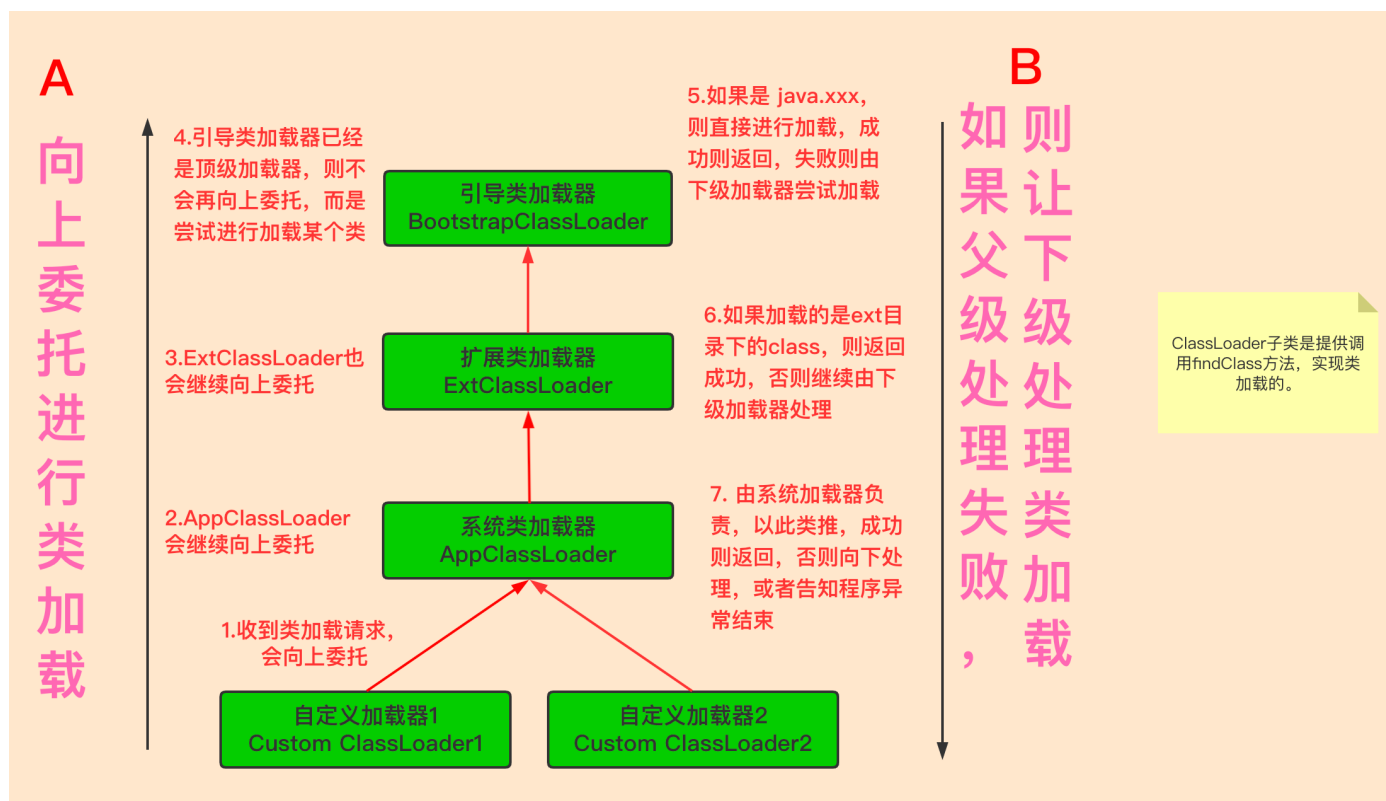 A
向上委托进行类加载
4.引导类加载器已经
是顶级加载器，则不
会再向上委托，而是
尝试进行加载某个类
3.ExtClassLoader也
会继续向上委托
2.AppClassLoader
会继续向上委托
1.收到类加载请求，
会向上委托
引导类加载器
BootstrapClassLoader
扩展类加载器
ExtClassLoader
系统类加载器
AppClassLoader
自定义加载器1
Custom ClassLoader1
自定义加载器2
Custom ClassLoader2
5.如果是 java.xxx，
则直接进行加载，成
功则返回，失败则由
下级加载器尝试加载
6.如果加载的是ext目
录下的class，则返回
成功，否则继续由下
级加载器处理
7. 由系统加载器负
责，以此类推，成功
则返回，否则向下处
理，或者告知程序异
常结束
B
如果父级处理失败，
则让下级处理类加载
ClassLoader子类是提供调
用findClass方法，实现类
加载的。